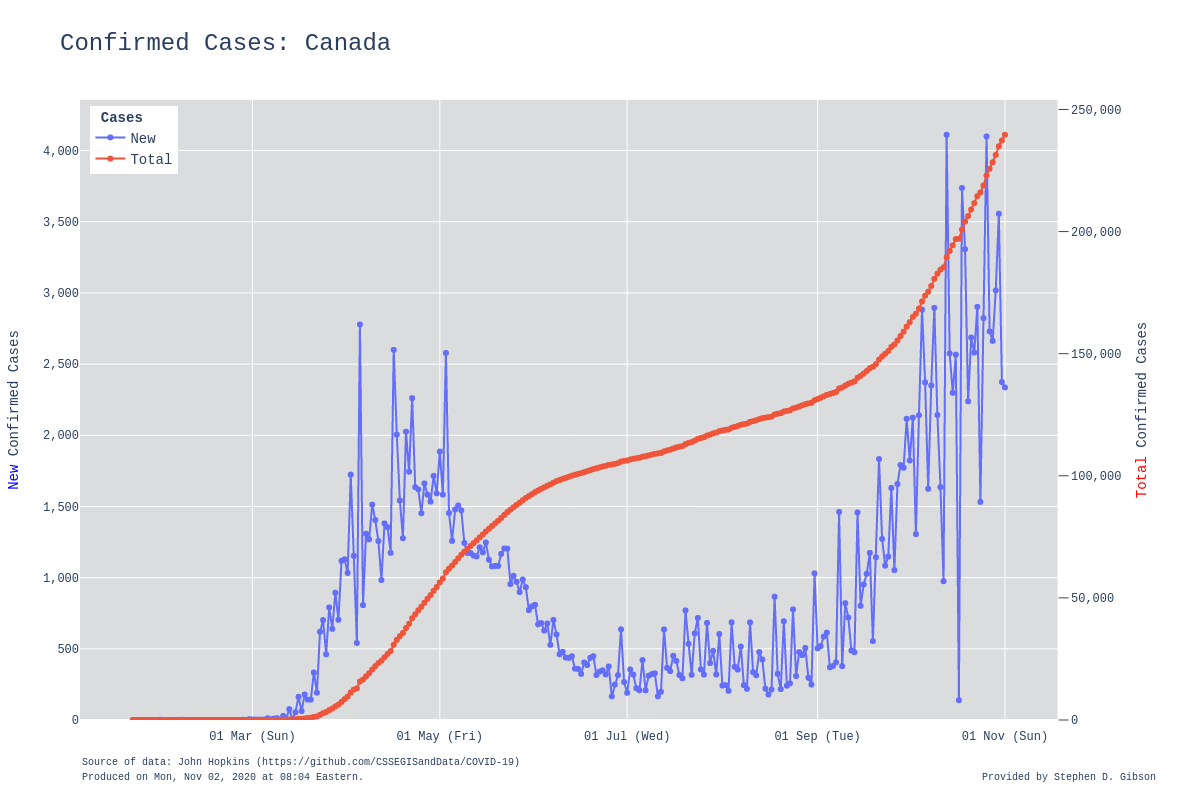 Confirmed Cases: Canada
Cases
New
Total
4,000
3,500
3,000
2,500
2,000
1,500
1,000
500
0
New Confirmed Cases
250,000
200,000
150,000
100,000
50,000
0
Total Confirmed Cases
01 Mar (Sun) 01 May (Fri) 01 Jul (Wed) 01 Sep (Tue) 01 Nov (Sun)
Source of data: John Hopkins (https://github.com/CSSEGISandData/COVID-19)
Produced on Mon, Nov 02, 2020 at 08:04 Eastern.
Provided by Stephen D. Gibson